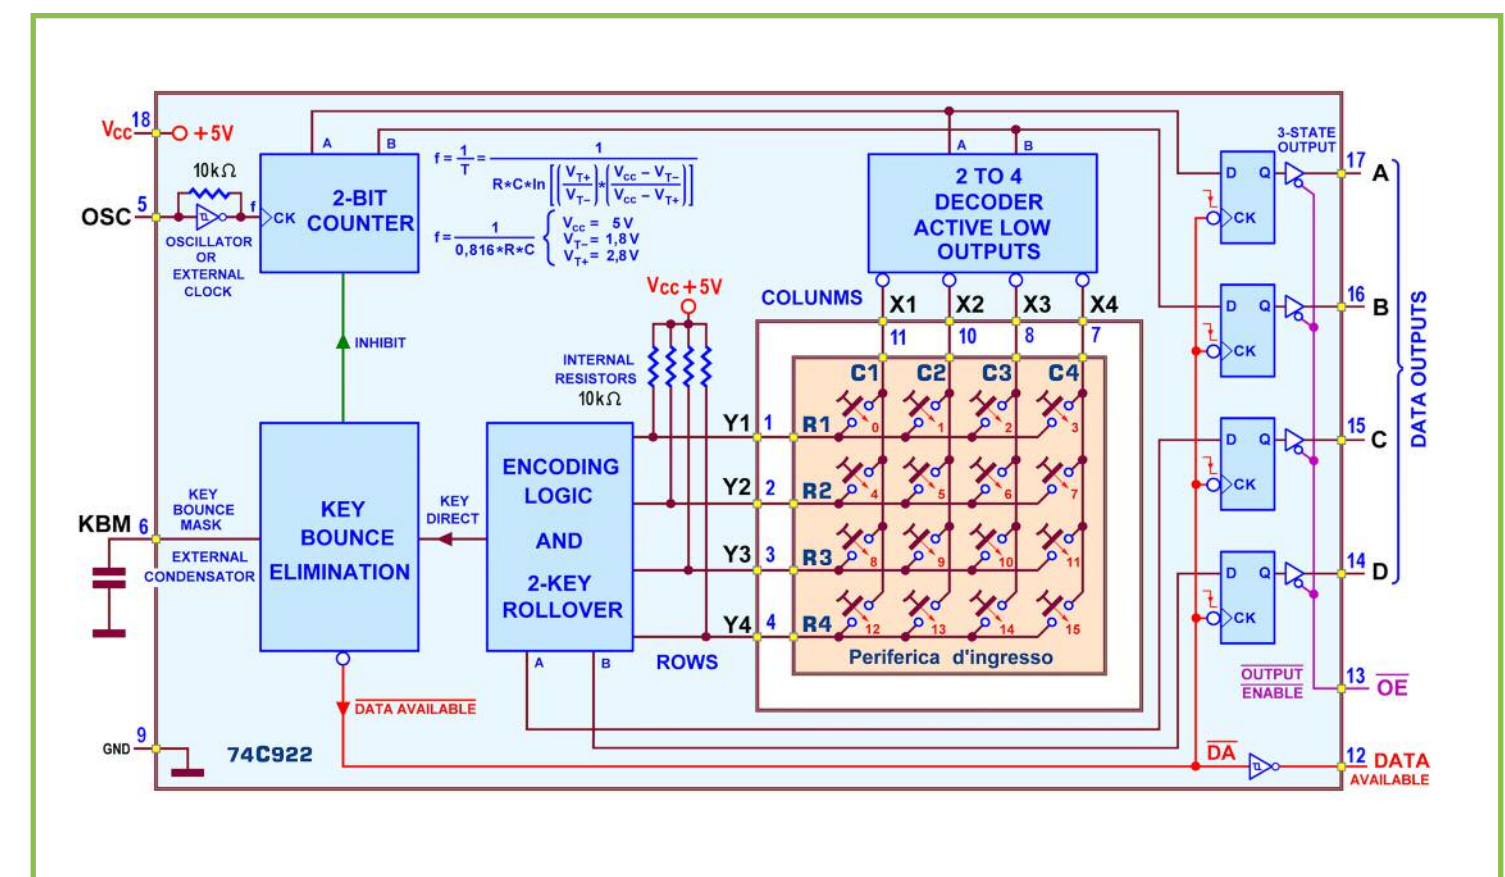 Vcc 18
+5V
10kΩ
OSC 5
f
CK
OSCILLATOR
OR
EXTERNAL
CLOCK
A B
2-BIT
COUNTER
f = 1/T = 1 / R*C*ln[(VT+/VT−)*(Vcc − VT−/Vcc − VT+)]
f = 1 / 0,816*R*C { Vcc = 5V
VT− = 1,8V
VT+ = 2,8V
A B
2 TO 4
DECODER
ACTIVE LOW
OUTPUTS
COLUNMS
X1 X2 X3 X4
11 10 8 7
INHIBIT
Vcc+5V
INTERNAL
RESISTORS
10kΩ
C1 C2 C3 C4
Y1 1 R1
0 1 2 3
Y2 2 R2
4 5 6 7
Y3 3 R3
8 9 10 11
Y4 4 R4
12 13 14 15
ROWS
Periferica d'ingresso
KBM 6
KEY
BOUNCE
MASK
EXTERNAL
CONDENSATOR
KEY
BOUNCE
ELIMINATION
KEY
DIRECT
ENCODING
LOGIC
AND
2-KEY
ROLLOVER
A B
DATA AVAILABLE
GND 9
74C922
3-STATE
OUTPUT
D Q
CK
17 A
D Q
CK
16 B
D Q
CK
15 C
D Q
CK
14 D
DATA OUTPUTS
OUTPUT
ENABLE
13 OE
DA
12 DATA
AVAILABLE